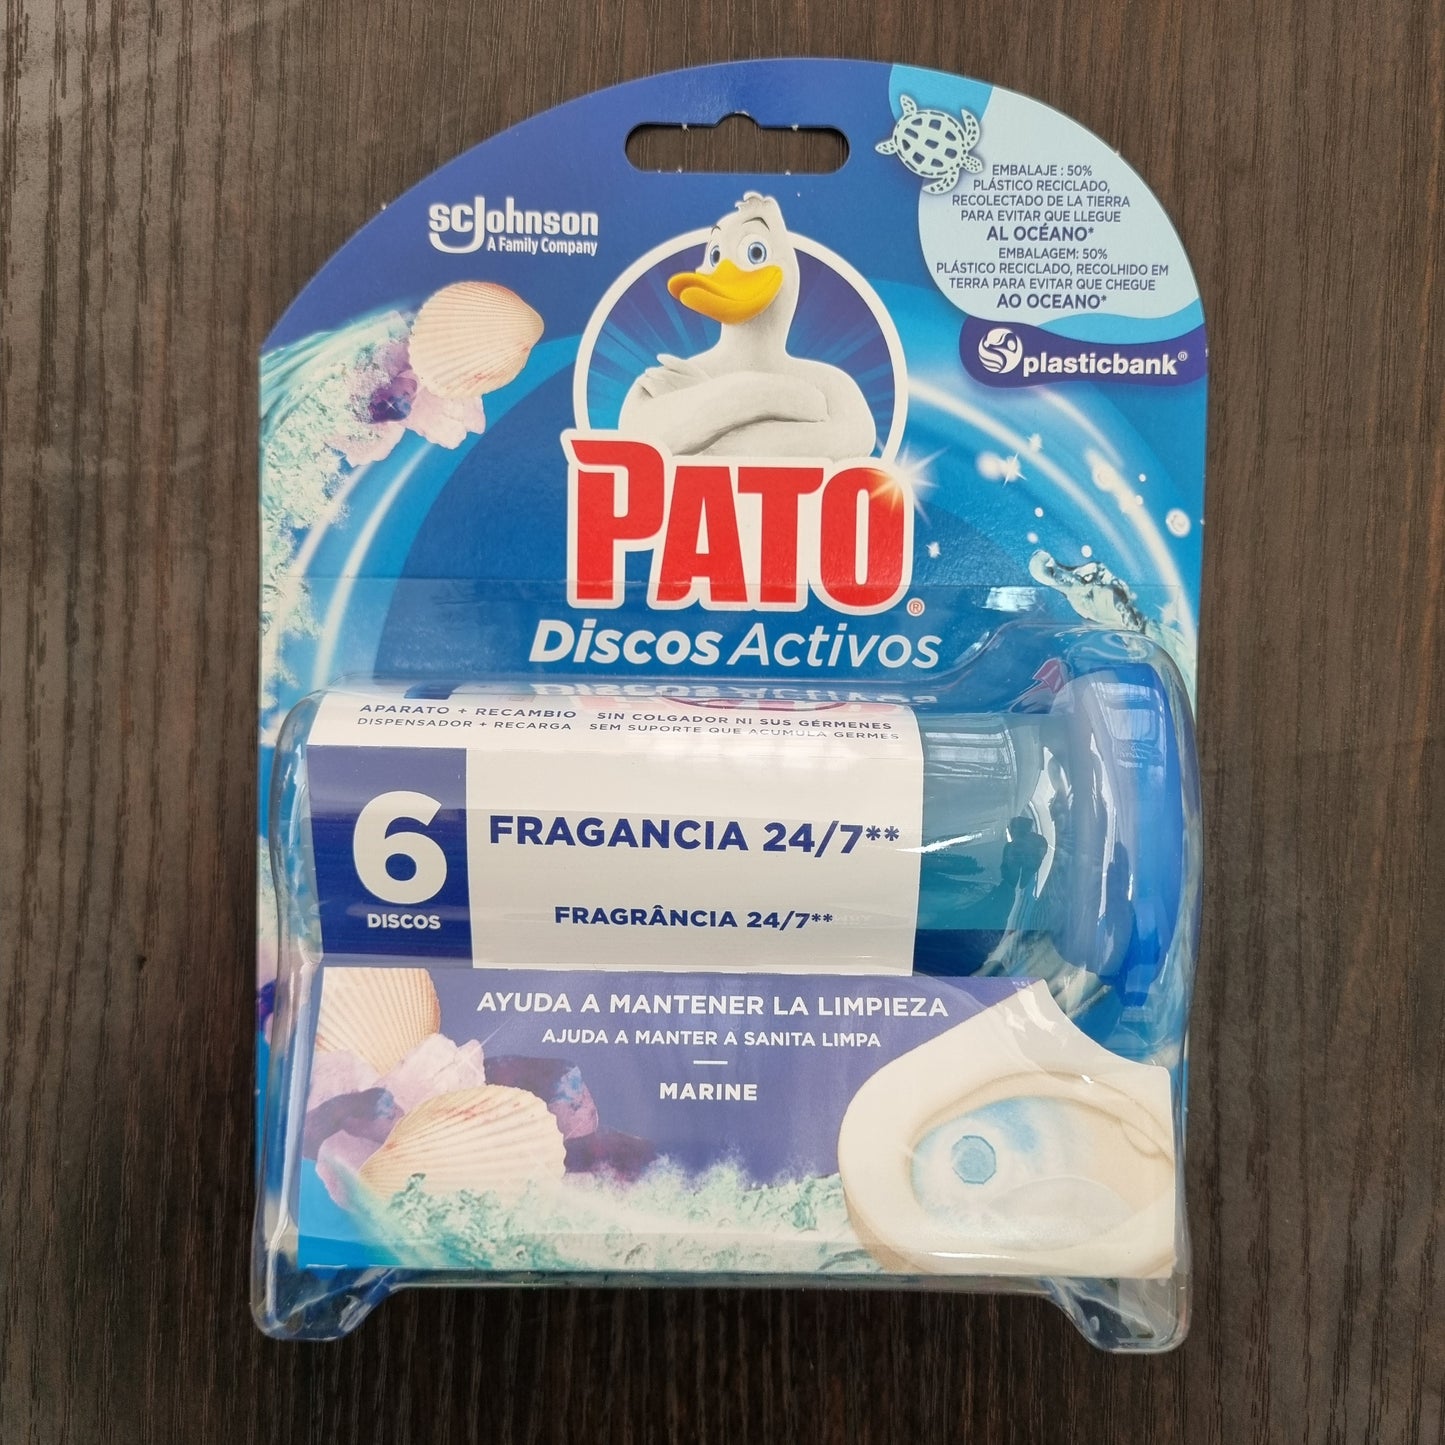 SCJohnson
A Family Company
EMBALAJE : 50%
PLÁSTICO RECICLADO,
RECOLECTADO DE LA TIERRA
PARA EVITAR QUE LLEGUE
AL OCÉANO*
EMBALAGEM: 50%
PLÁSTICO RECICLADO, RECOLHIDO EM
TERRA PARA EVITAR QUE CHEGUE
AO OCEANO*
plasticbank®
PATO®
Discos Activos
APARATO + RECAMBIO SIN COLGADOR NI SUS GÉRMENES
DISPENSADOR + RECARGA SEM SUPORTE QUE ACUMULA GERMES
6
DISCOS
FRAGANCIA 24/7**
FRAGRÂNCIA 24/7**
AYUDA A MANTENER LA LIMPIEZA
AJUDA A MANTER A SANITA LIMPA
MARINE